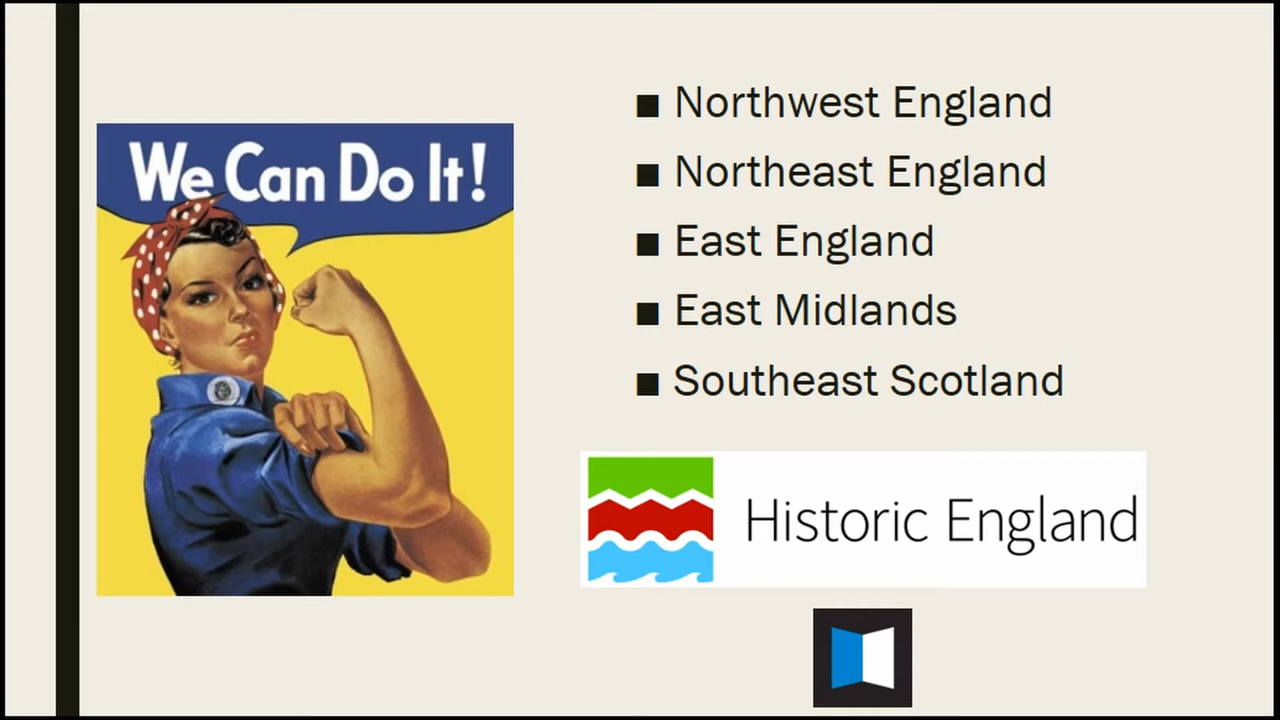 We Can Do It!
■ Northwest England
■ Northeast England
■ East England
■ East Midlands
■ Southeast Scotland
Historic England